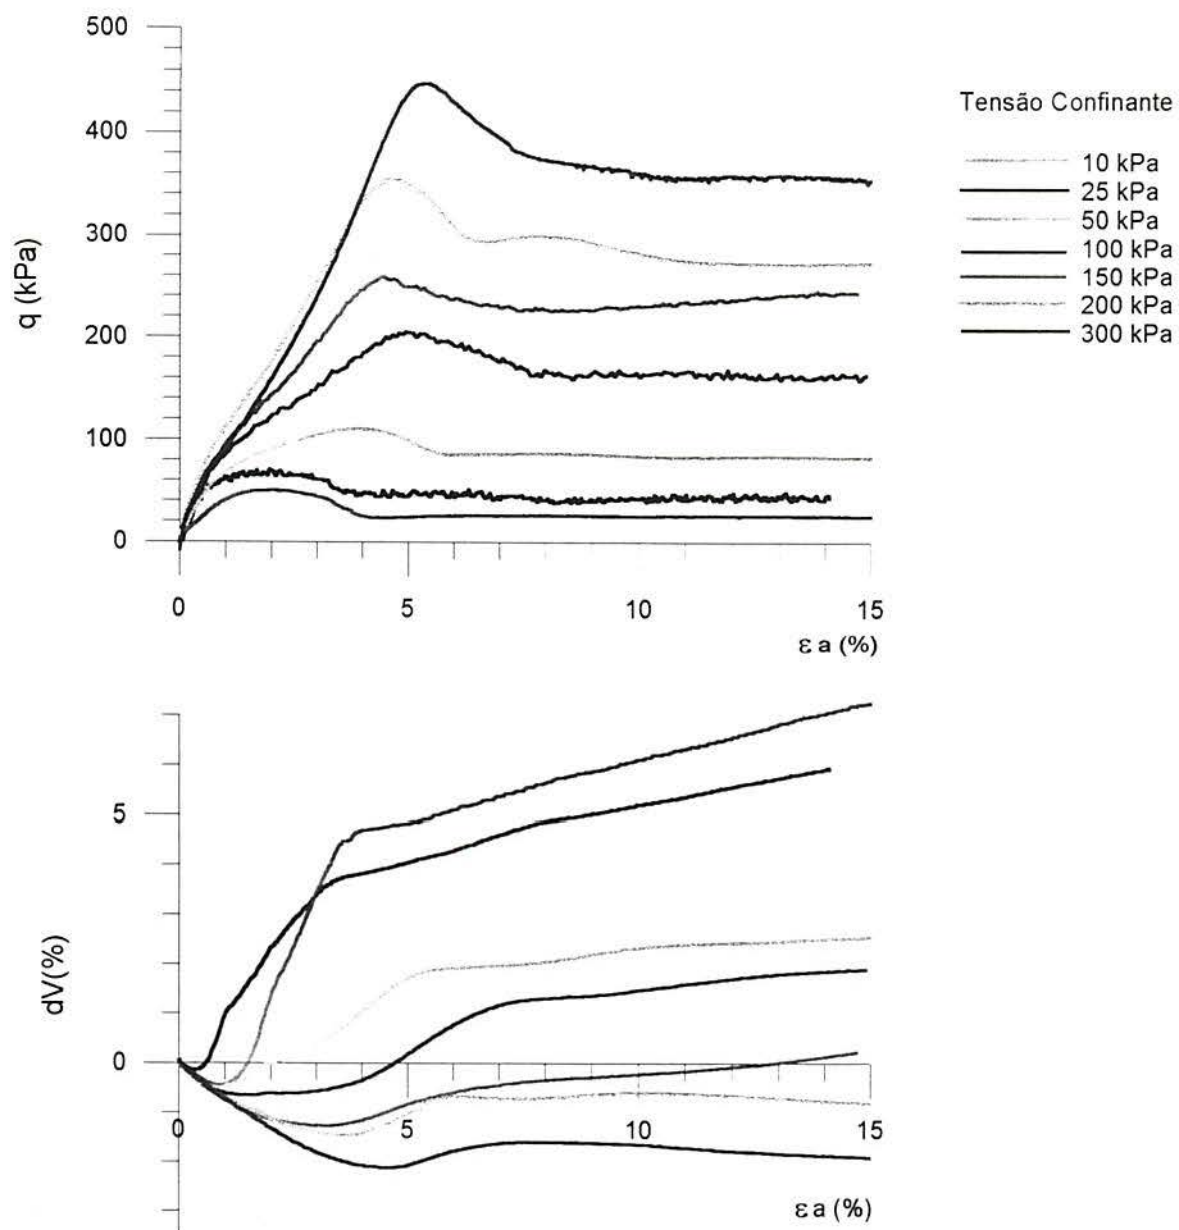 500
400
300
200
100
0
q (kPa)
0
5
10
15
ε a (%)
Tensão Confinante
10 kPa
25 kPa
50 kPa
100 kPa
150 kPa
200 kPa
300 kPa
5
0
dV(%)
0
5
10
15
ε a (%)